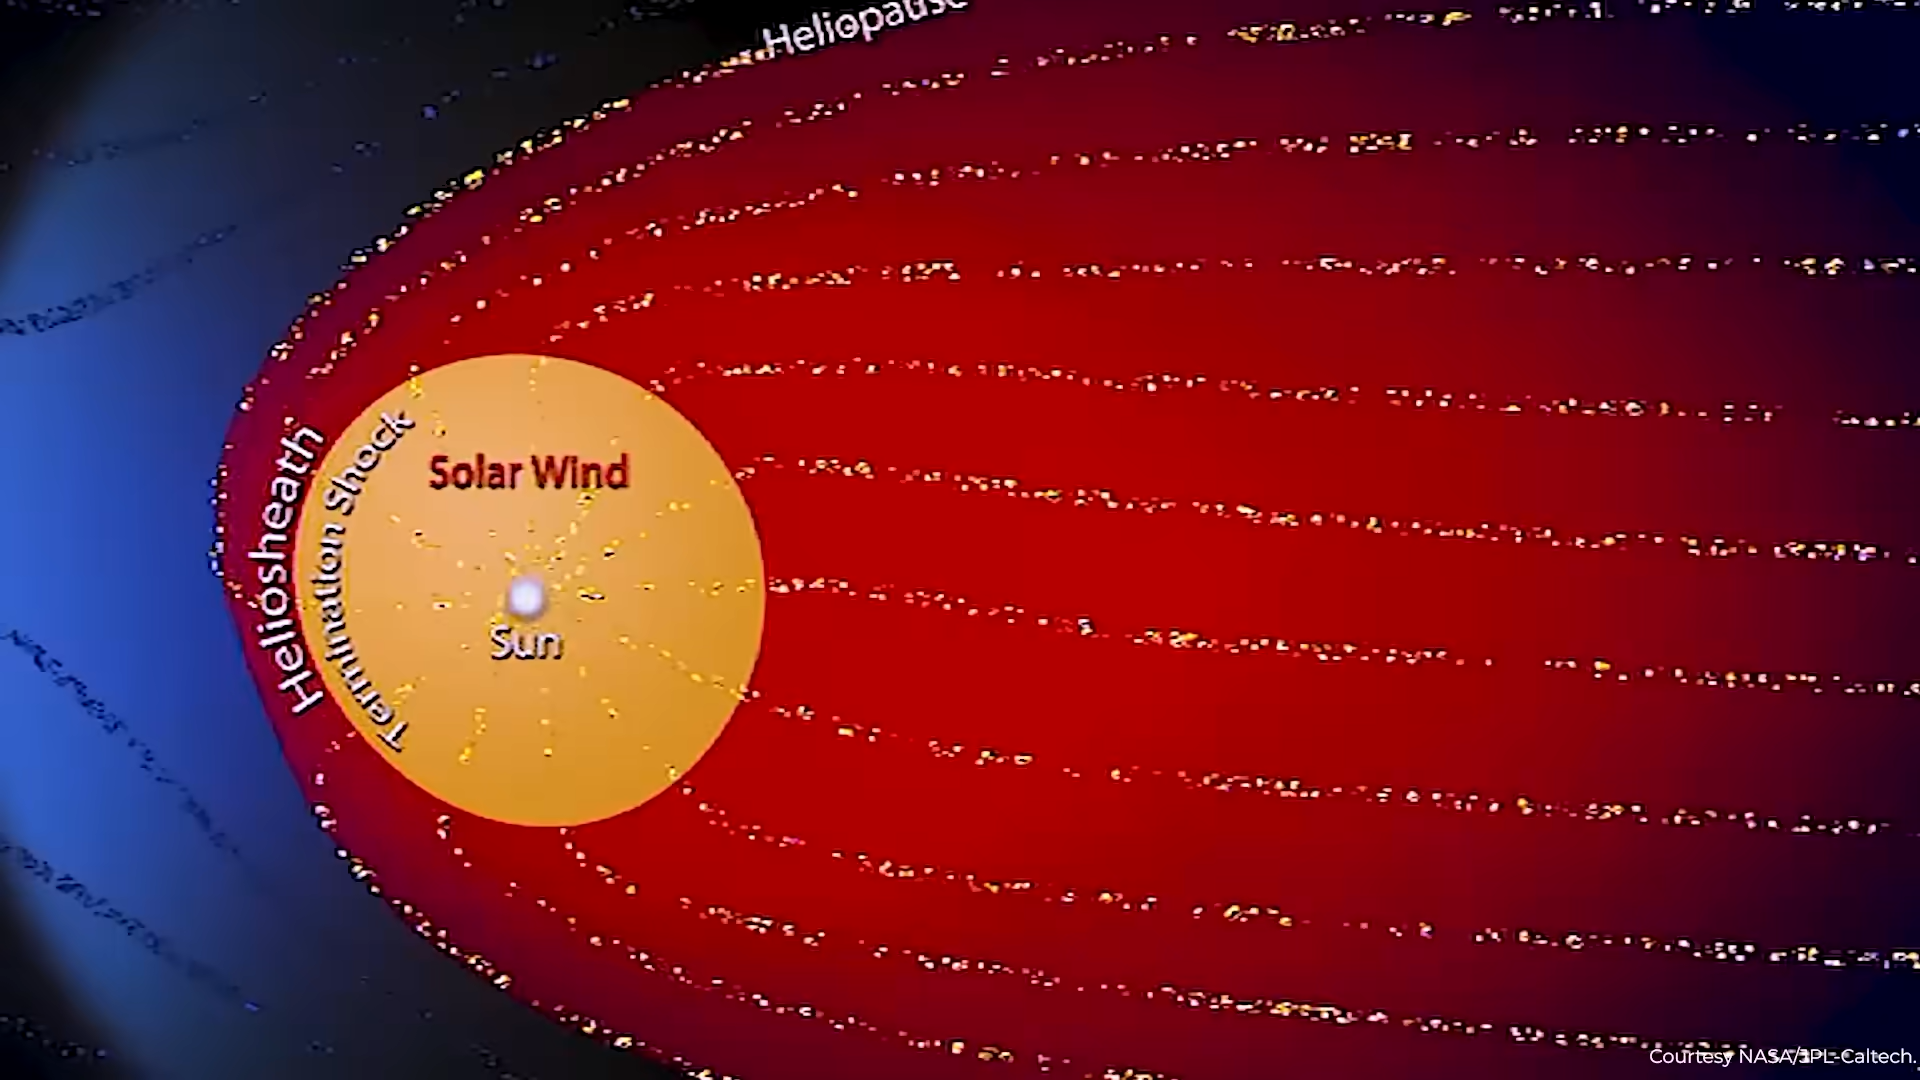 Heliopause
Solar Wind
Heliosheath
Termination Shock
Sun
Courtesy NASA/JPL-Caltech.